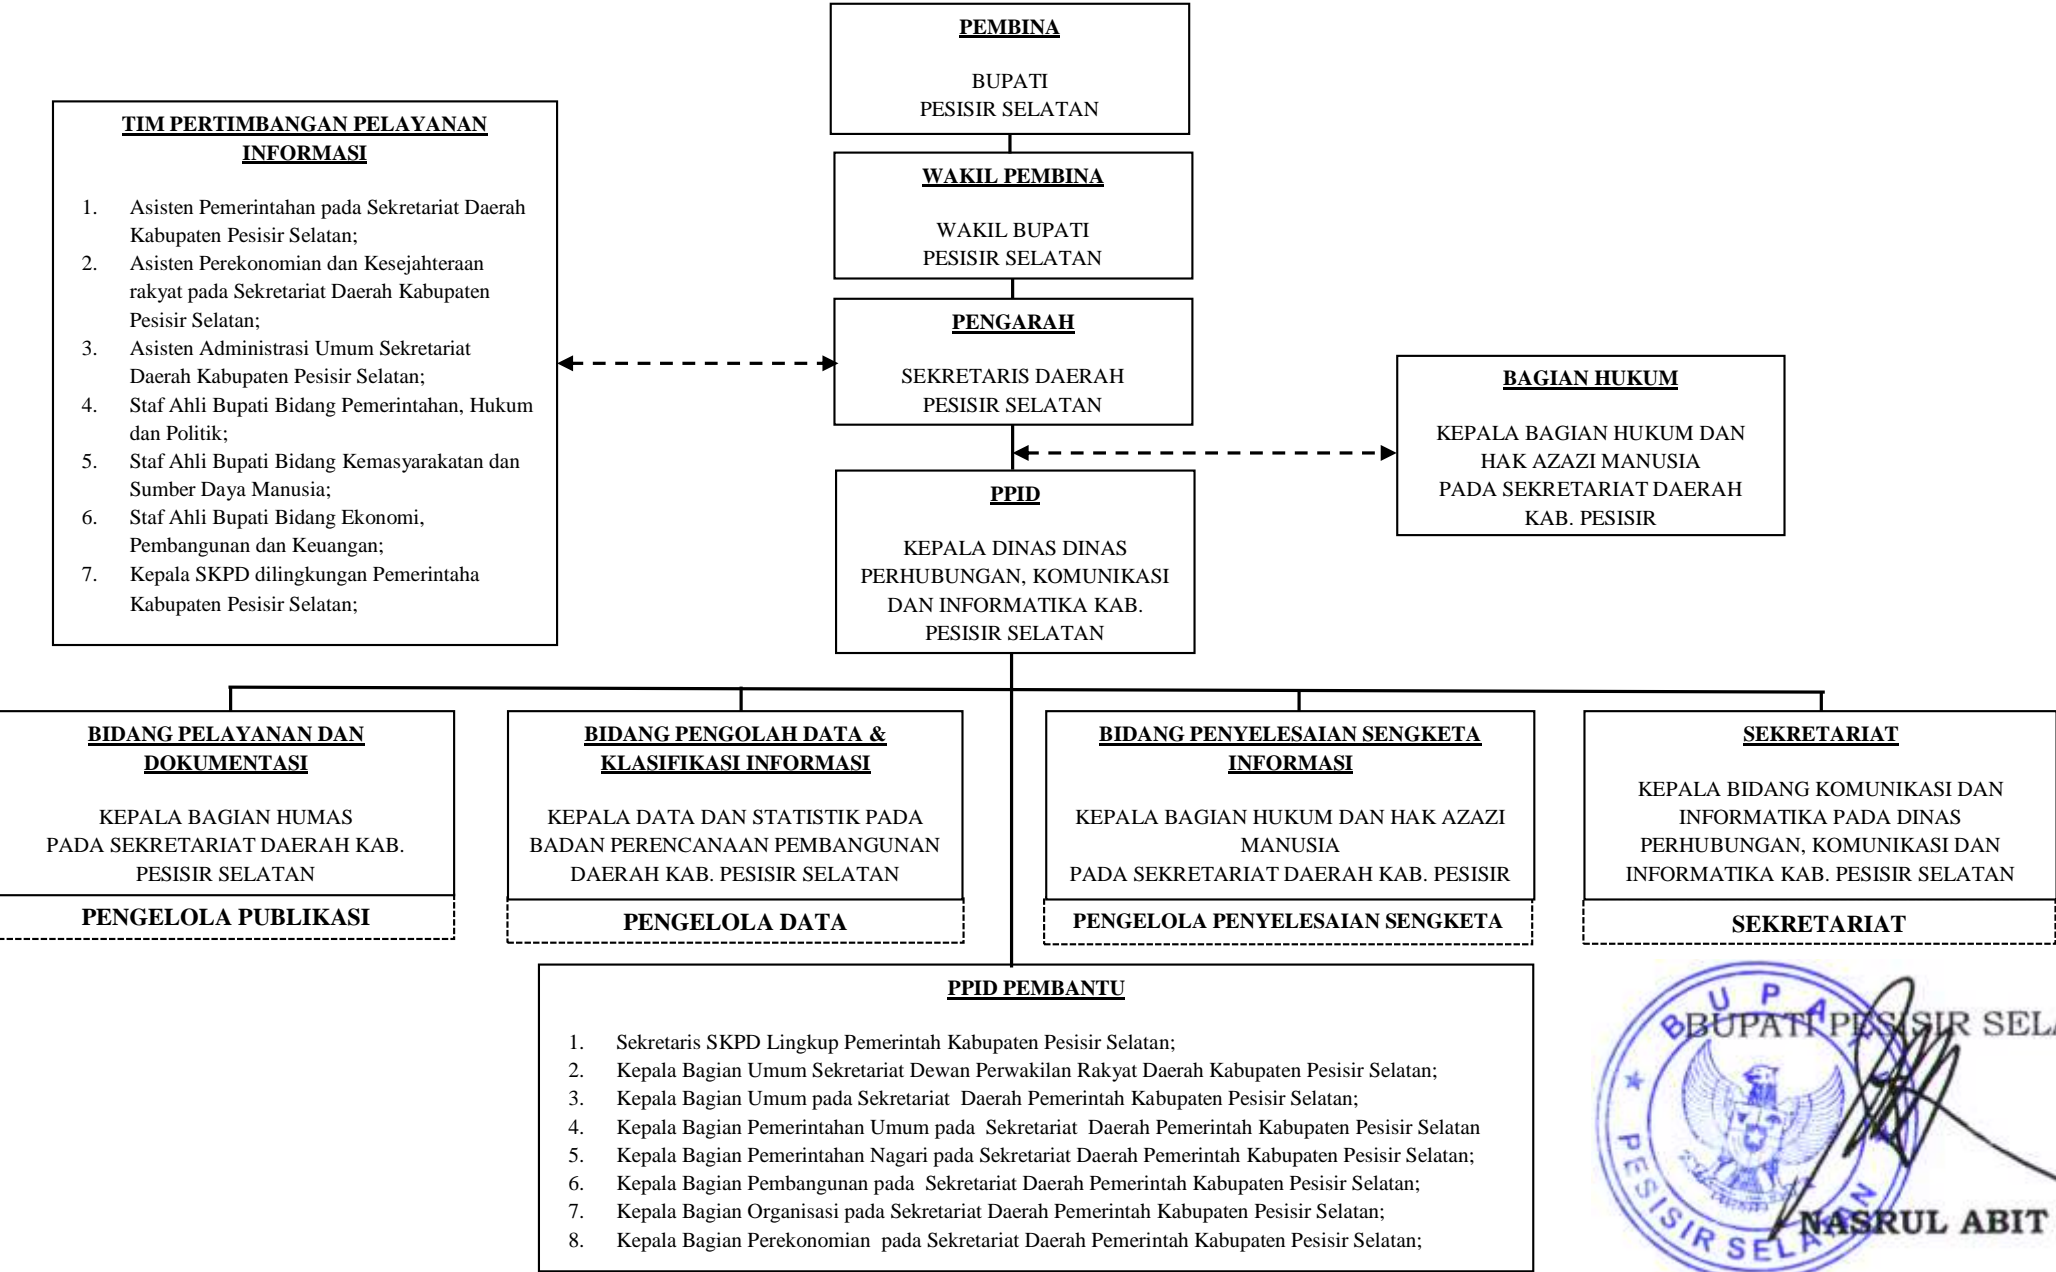 PEMBINA
BUPATI
PESISIR SELATAN
WAKIL PEMBINA
WAKIL BUPATI
PESISIR SELATAN
PENGARAH
SEKRETARIS DAERAH
PESISIR SELATAN
TIM PERTIMBANGAN PELAYANAN
INFORMASI
1. Asisten Pemerintahan pada Sekretariat Daerah
Kabupaten Pesisir Selatan;
2. Asisten Perekonomian dan Kesejahteraan
rakyat pada Sekretariat Daerah Kabupaten
Pesisir Selatan;
3. Asisten Administrasi Umum Sekretariat
Daerah Kabupaten Pesisir Selatan;
4. Staf Ahli Bupati Bidang Pemerintahan, Hukum
dan Politik;
5. Staf Ahli Bupati Bidang Kemasyarakatan dan
Sumber Daya Manusia;
6. Staf Ahli Bupati Bidang Ekonomi,
Pembangunan dan Keuangan;
7. Kepala SKPD dilingkungan Pemerintaha
Kabupaten Pesisir Selatan;
BAGIAN HUKUM
KEPALA BAGIAN HUKUM DAN
HAK AZAZI MANUSIA
PADA SEKRETARIAT DAERAH
KAB. PESISIR
PPID
KEPALA DINAS DINAS
PERHUBUNGAN, KOMUNIKASI
DAN INFORMATIKA KAB.
PESISIR SELATAN
BIDANG PELAYANAN DAN
DOKUMENTASI
KEPALA BAGIAN HUMAS
PADA SEKRETARIAT DAERAH KAB.
PESISIR SELATAN
PENGELOLA PUBLIKASI
BIDANG PENGOLAH DATA &
KLASIFIKASI INFORMASI
KEPALA DATA DAN STATISTIK PADA
BADAN PERENCANAAN PEMBANGUNAN
DAERAH KAB. PESISIR SELATAN
PENGELOLA DATA
BIDANG PENYELESAIAN SENGKETA
INFORMASI
KEPALA BAGIAN HUKUM DAN HAK AZAZI
MANUSIA
PADA SEKRETARIAT DAERAH KAB. PESISIR
PENGELOLA PENYELESAIAN SENGKETA
SEKRETARIAT
KEPALA BIDANG KOMUNIKASI DAN
INFORMATIKA PADA DINAS
PERHUBUNGAN, KOMUNIKASI DAN
INFORMATIKA KAB. PESISIR SELATAN
SEKRETARIAT
PPID PEMBANTU
1. Sekretaris SKPD Lingkup Pemerintah Kabupaten Pesisir Selatan;
2. Kepala Bagian Umum Sekretariat Dewan Perwakilan Rakyat Daerah Kabupaten Pesisir Selatan;
3. Kepala Bagian Umum pada Sekretariat Daerah Pemerintah Kabupaten Pesisir Selatan;
4. Kepala Bagian Pemerintahan Umum pada Sekretariat Daerah Pemerintah Kabupaten Pesisir Selatan
5. Kepala Bagian Pemerintahan Nagari pada Sekretariat Daerah Pemerintah Kabupaten Pesisir Selatan;
6. Kepala Bagian Pembangunan pada Sekretariat Daerah Pemerintah Kabupaten Pesisir Selatan;
7. Kepala Bagian Organisasi pada Sekretariat Daerah Pemerintah Kabupaten Pesisir Selatan;
8. Kepala Bagian Perekonomian pada Sekretariat Daerah Pemerintah Kabupaten Pesisir Selatan;
BUPATI PESISIR SELA
BUPATI
PESISIR SELATAN
NASRUL ABIT